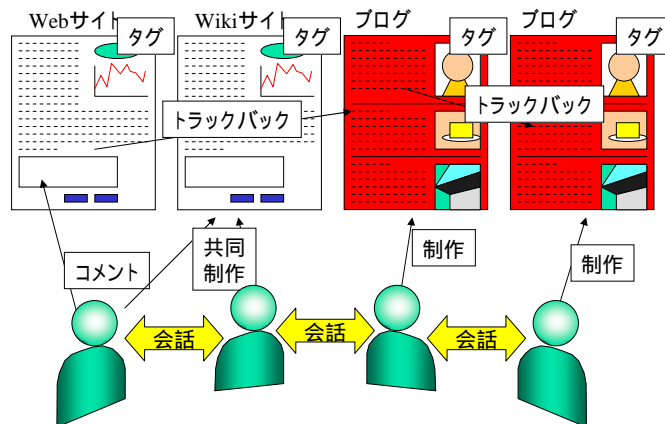 Webサイト
Wikiサイト
ブログ
ブログ
タグ
タグ
タグ
タグ
トラックバック
トラックバック
コメント
共同
制作
制作
制作
会話
会話
会話